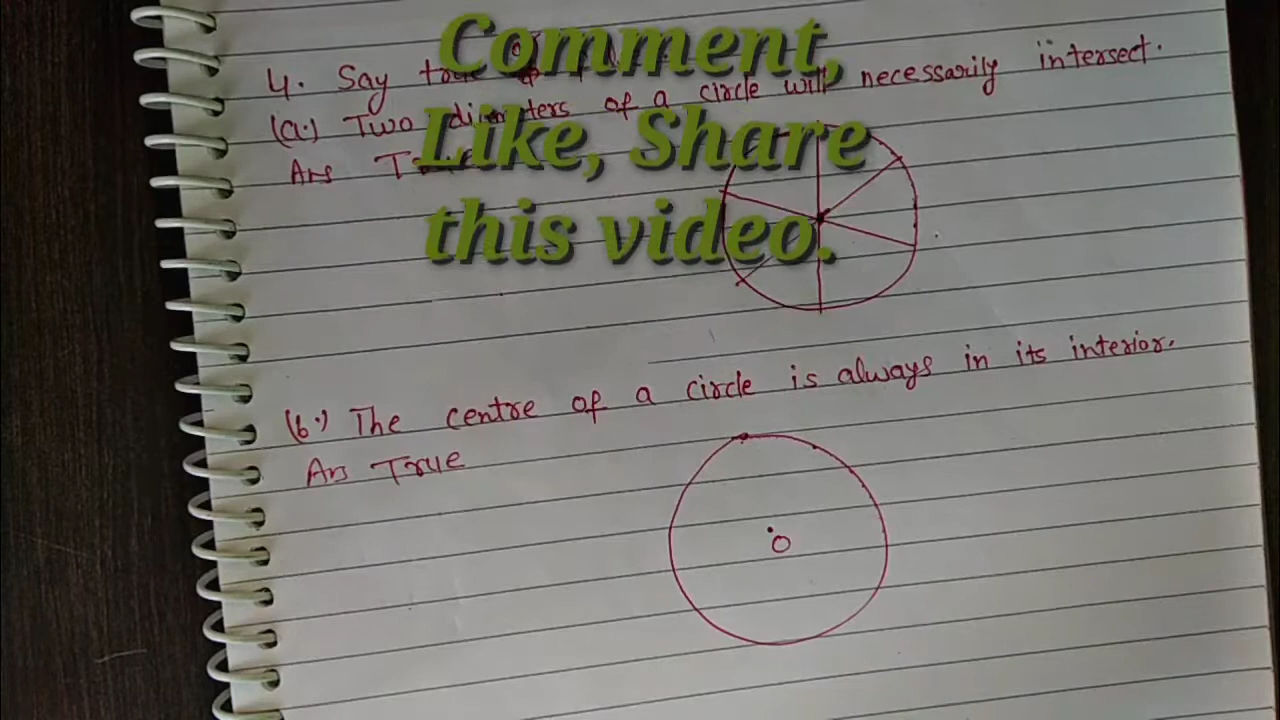 4. Say true
(a.) Two diameters of a circle will necessarily intersect.
Ans
Comment,
Like, Share
this video.
(b.) The centre of a circle is always in its interior.
Ans True
O